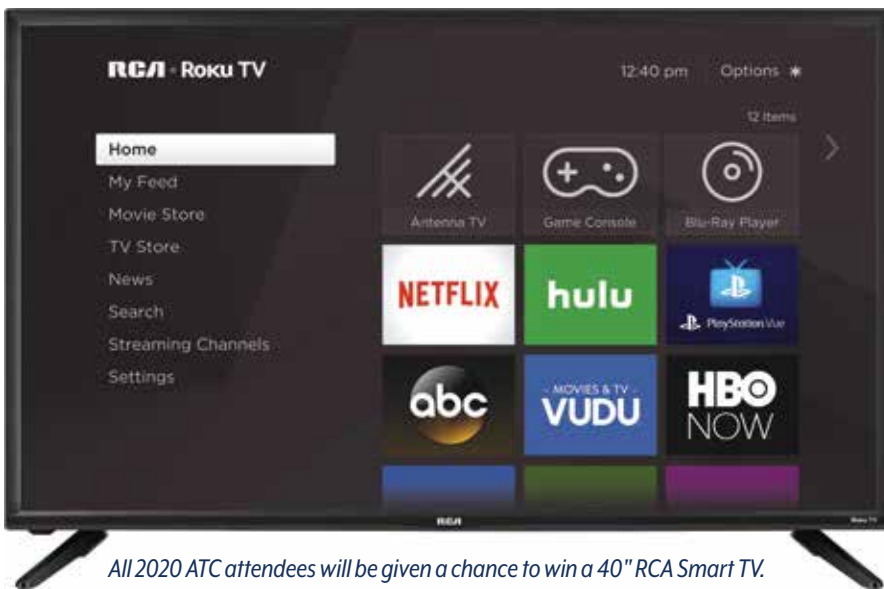 RCA · Roku TV
12:40 pm Options *
12 Items
Home
My Feed
Movie Store
TV Store
News
Search
Streaming Channels
Settings
Antenna TV
Game Console
Blu-Ray Player
NETFLIX
hulu
PlayStation Vue
abc
- MOVIES & TV -
VUDU
HBO
NOW
RCA
Roku TV
All 2020 ATC attendees will be given a chance to win a 40" RCA Smart TV.